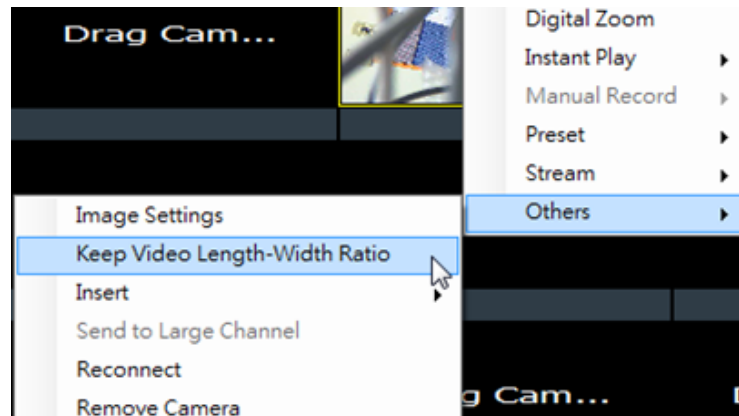 Drag Cam...
Digital Zoom
Instant Play
Manual Record
Preset
Stream
Others
Image Settings
Keep Video Length-Width Ratio
Insert
Send to Large Channel
Reconnect
Remove Camera
g Cam...